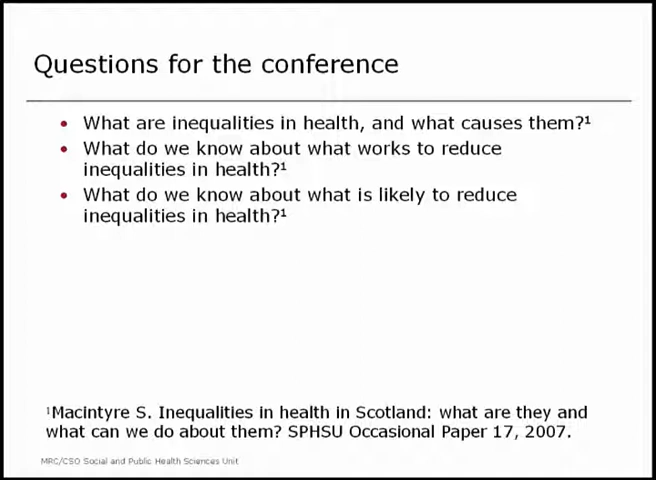 Questions for the conference
• What are inequalities in health, and what causes them?¹
• What do we know about what works to reduce
inequalities in health?¹
• What do we know about what is likely to reduce
inequalities in health?¹
¹Macintyre S. Inequalities in health in Scotland: what are they and
what can we do about them? SPHSU Occasional Paper 17, 2007.
MRC/CSO Social and Public Health Sciences Unit